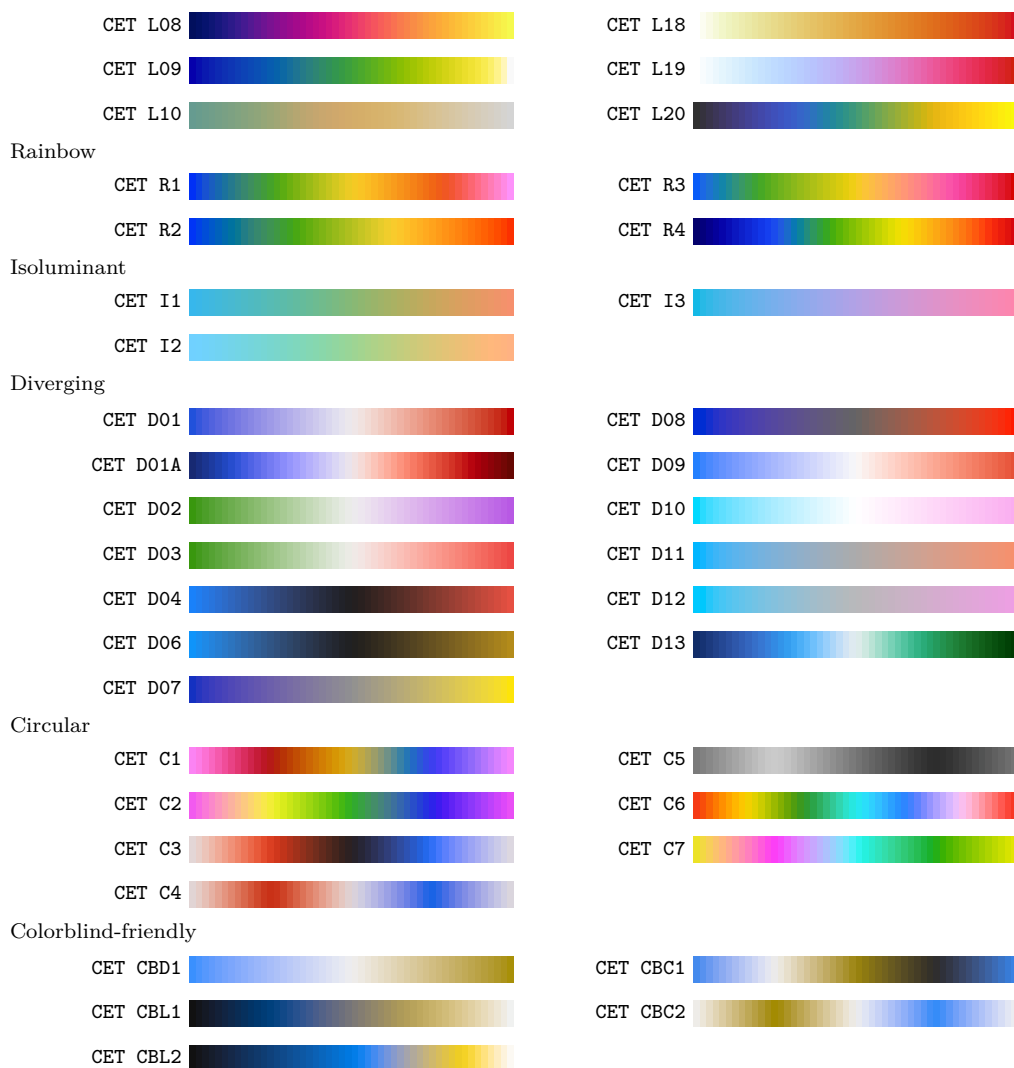 CET L08 CET L18
CET L09 CET L19
CET L10 CET L20
Rainbow
CET R1 CET R3
CET R2 CET R4
Isoluminant
CET I1 CET I3
CET I2
Diverging
CET D01 CET D08
CET D01A CET D09
CET D02 CET D10
CET D03 CET D11
CET D04 CET D12
CET D06 CET D13
CET D07
Circular
CET C1 CET C5
CET C2 CET C6
CET C3 CET C7
CET C4
Colorblind-friendly
CET CBD1 CET CBC1
CET CBL1 CET CBC2
CET CBL2